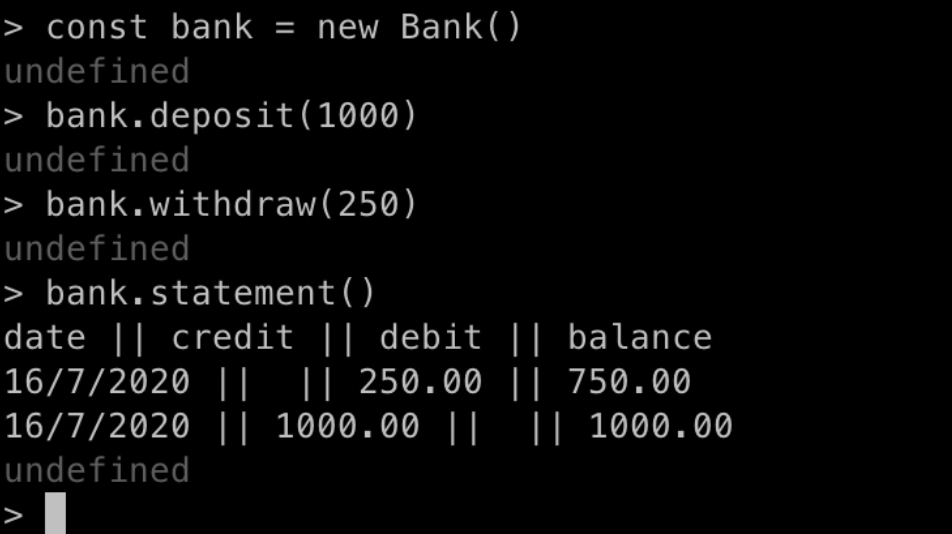 > const bank = new Bank()
undefined
> bank.deposit(1000)
undefined
> bank.withdraw(250)
undefined
> bank.statement()
date || credit || debit || balance
16/7/2020 ||  || 250.00 || 750.00
16/7/2020 || 1000.00 ||  || 1000.00
undefined
>